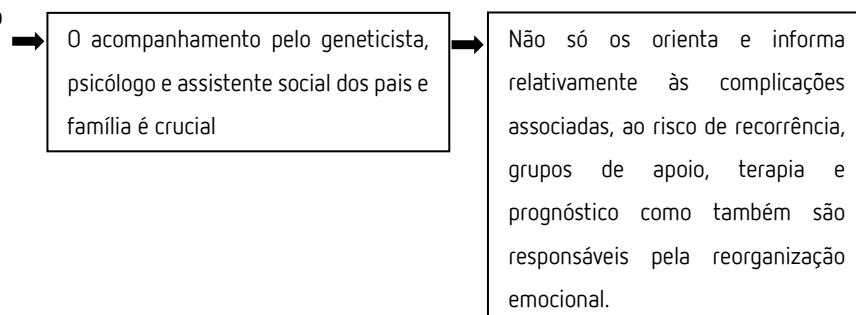 O acompanhamento pelo geneticista,
psicólogo e assistente social dos pais e
família é crucial
Não só os orienta e informa
relativamente às complicações
associadas, ao risco de recorrência,
grupos de apoio, terapia e
prognóstico como também são
responsáveis pela reorganização
emocional.